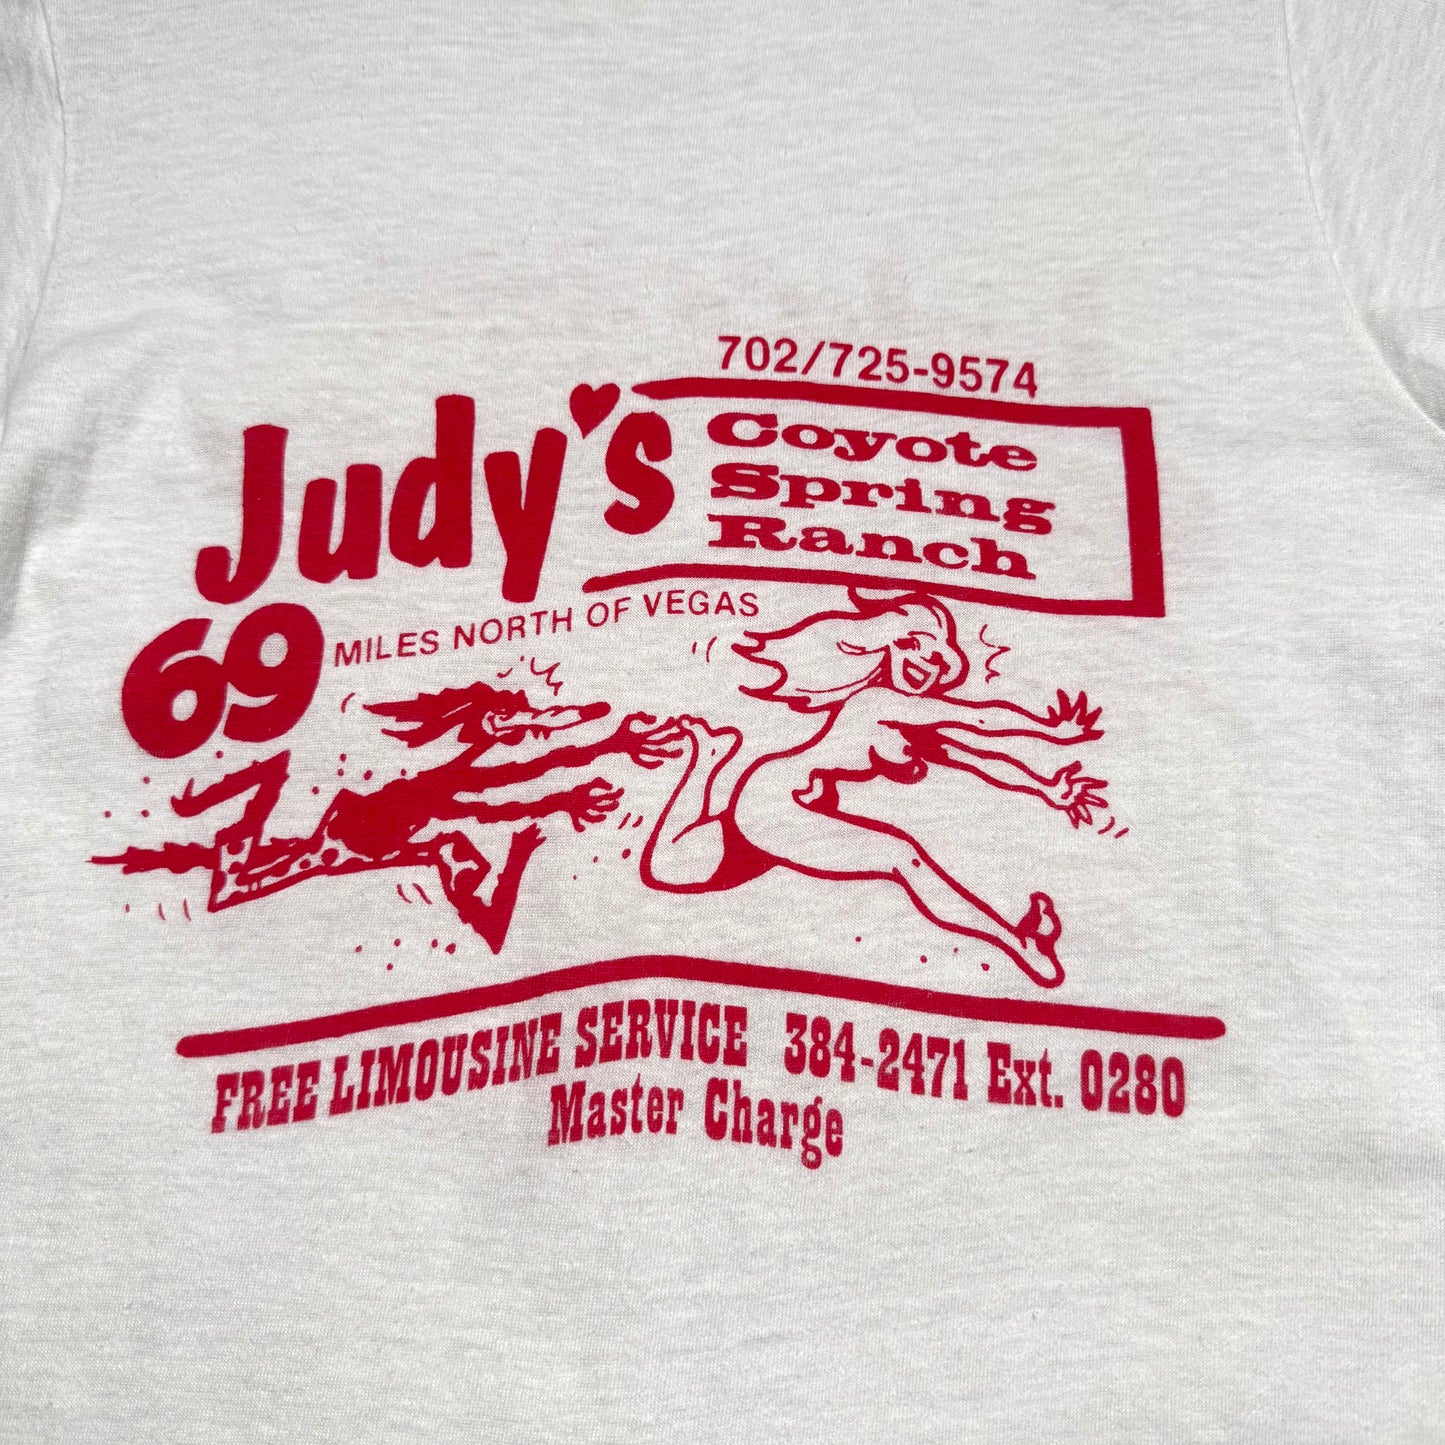 702/725-9574
Judy's
Coyote
Spring
Ranch
69 MILES NORTH OF VEGAS
FREE LIMOUSINE SERVICE 384-2471 Ext. 0280
Master Charge